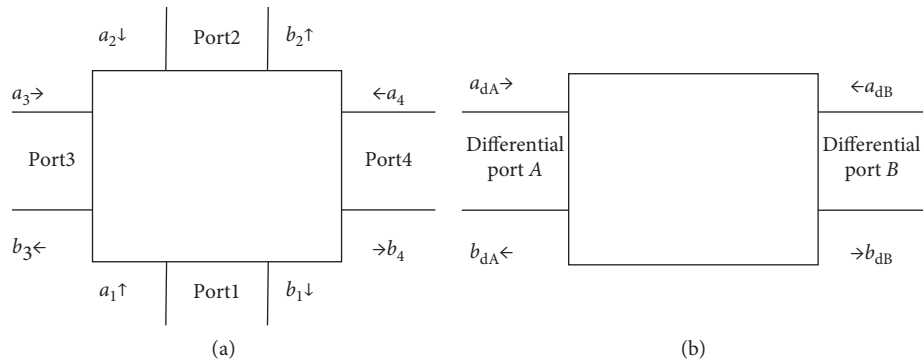 a2↓ Port2 b2↑
a3→ ←a4
Port3 Port4
b3← →b4
a1↑ Port1 b1↓
(a)
adA→ ←adB
Differential port A
Differential port B
bdA← →bdB
(b)